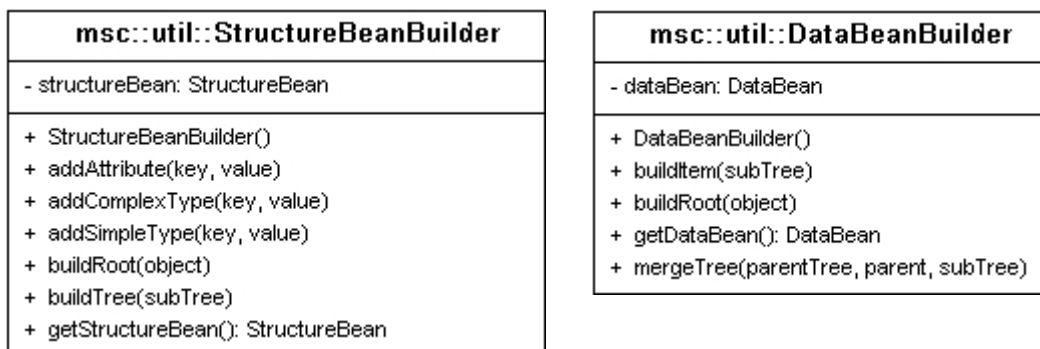 msc::util::StructureBeanBuilder
- structureBean: StructureBean
+ StructureBeanBuilder()
+ addAttribute(key, value)
+ addComplexType(key, value)
+ addSimpleType(key, value)
+ buildRoot(object)
+ buildTree(subTree)
+ getStructureBean(): StructureBean
msc::util::DataBeanBuilder
- dataBean: DataBean
+ DataBeanBuilder()
+ buildItem(subTree)
+ buildRoot(object)
+ getDataBean(): DataBean
+ mergeTree(parentTree, parent, subTree)